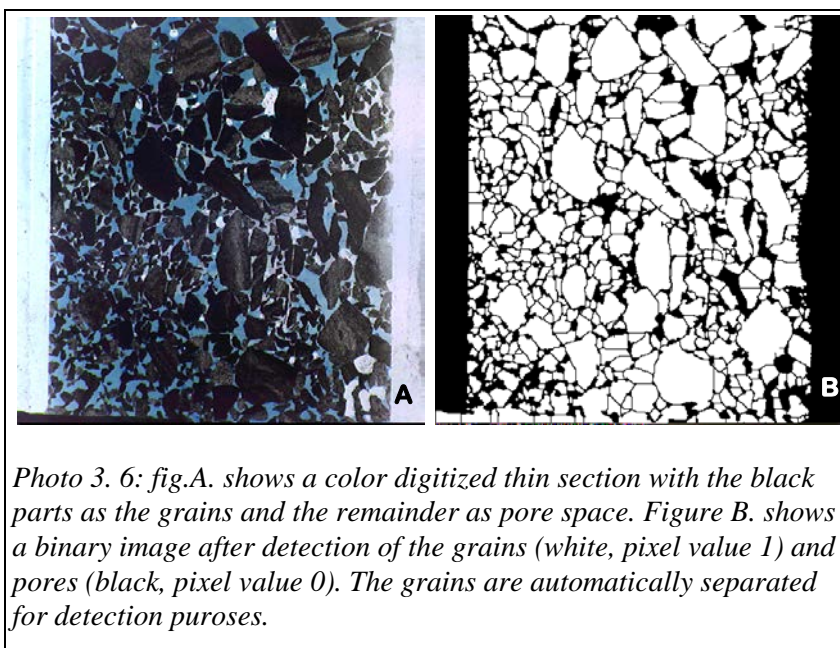 A
B
Photo 3. 6: fig.A. shows a color digitized thin section with the black
parts as the grains and the remainder as pore space. Figure B. shows
a binary image after detection of the grains (white, pixel value 1) and
pores (black, pixel value 0). The grains are automatically separated
for detection puroses.